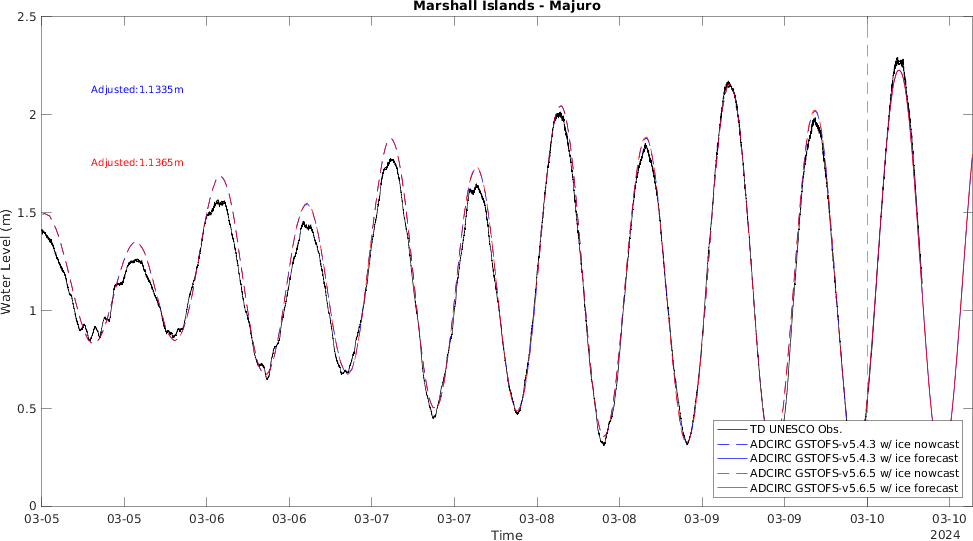 Marshall Islands - Majuro
2.5
Adjusted:1.1335m
2
Adjusted:1.1365m
1.5
Water Level (m)
1
0.5
TD UNESCO Obs.
ADCIRC GSTOFS-v5.4.3 w/ ice nowcast
ADCIRC GSTOFS-v5.4.3 w/ ice forecast
ADCIRC GSTOFS-v5.6.5 w/ ice nowcast
ADCIRC GSTOFS-v5.6.5 w/ ice forecast
0
03-05 03-05 03-06 03-06 03-07 03-07 03-08 03-08 03-09 03-09 03-10 03-10
Time 2024